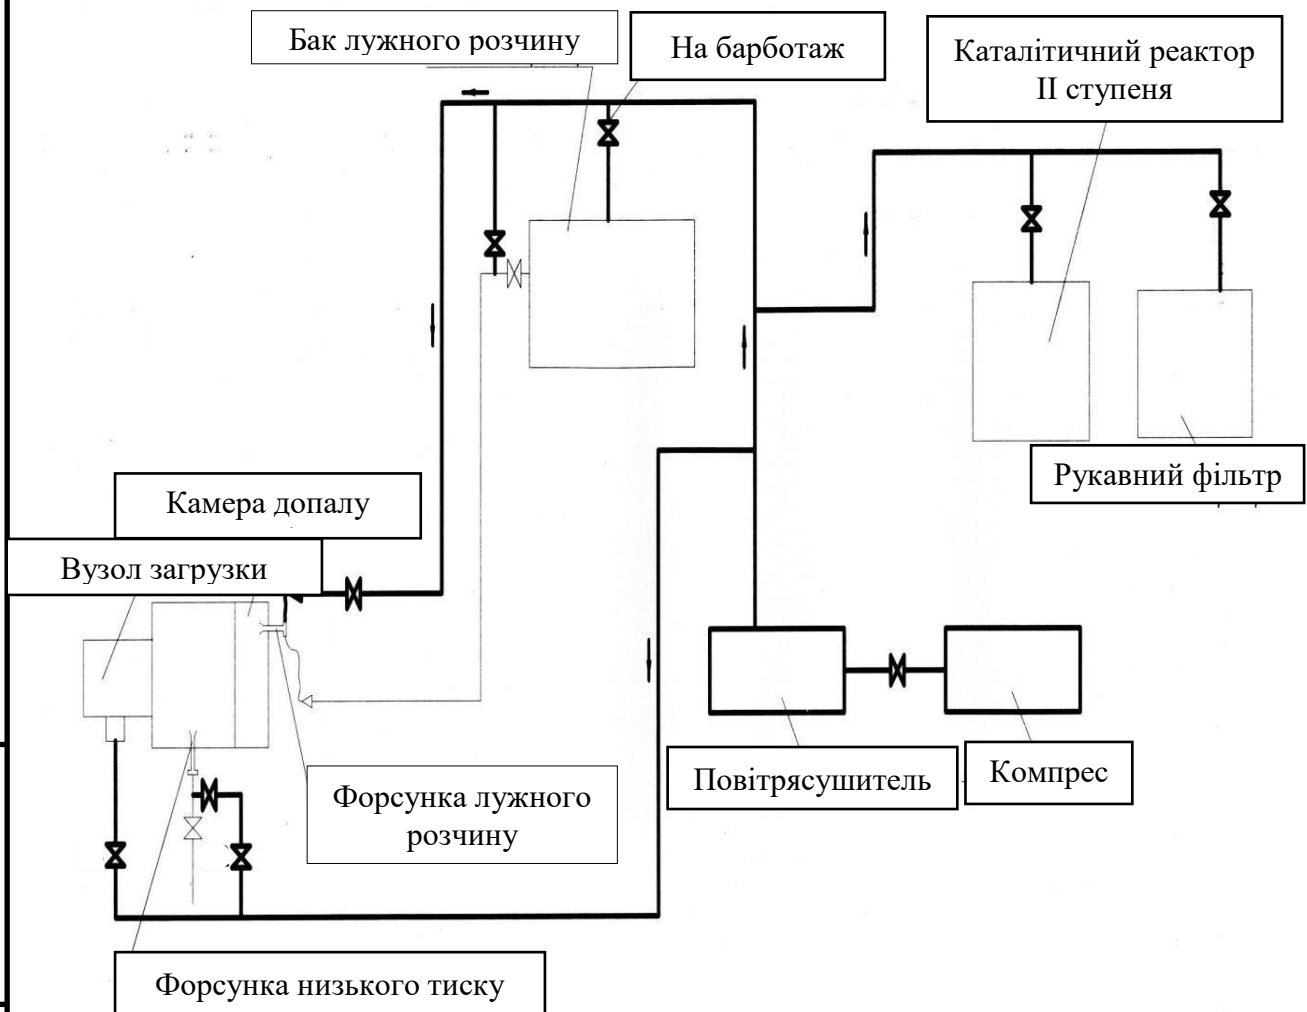 Бак лужного розчину
На барботаж
Каталітичний реактор
ІІ ступеня
Рукавний фільтр
Камера допалу
Вузол загрузки
Повітрясушитель
Компрес
Форсунка лужного
розчину
Форсунка низького тиску